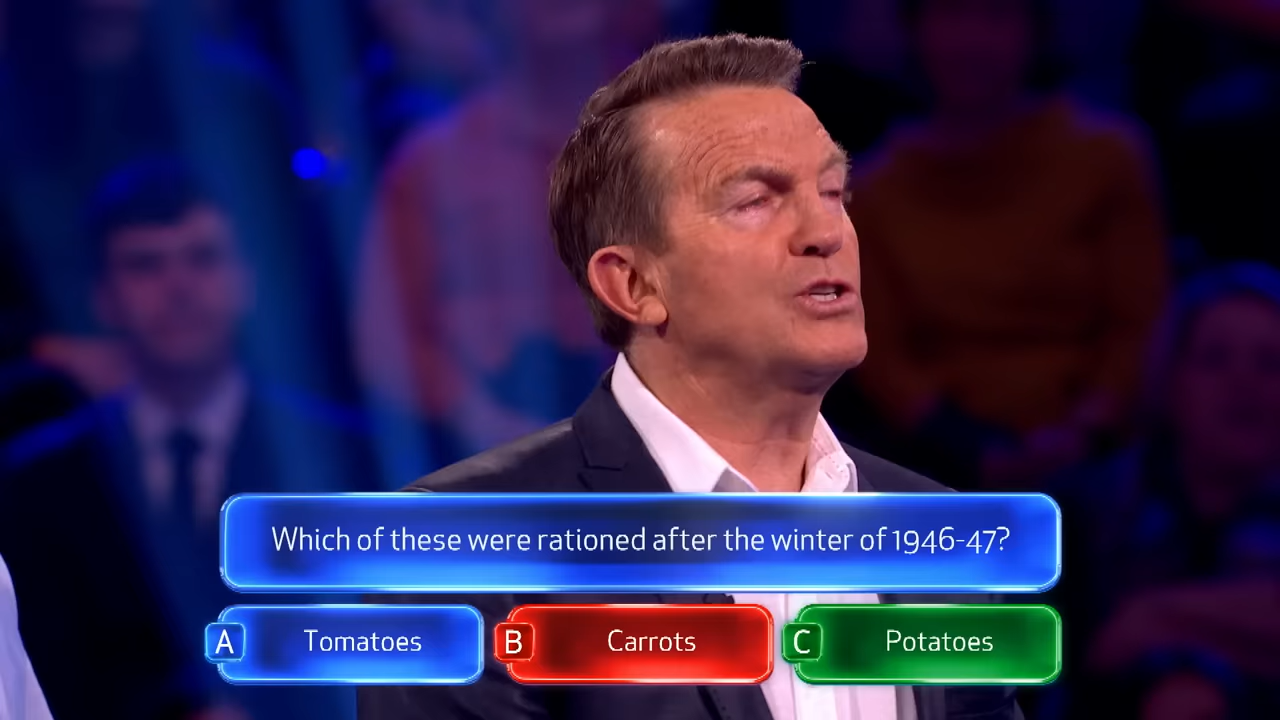 Which of these were rationed after the winter of 1946-47?
A Tomatoes
B Carrots
C Potatoes